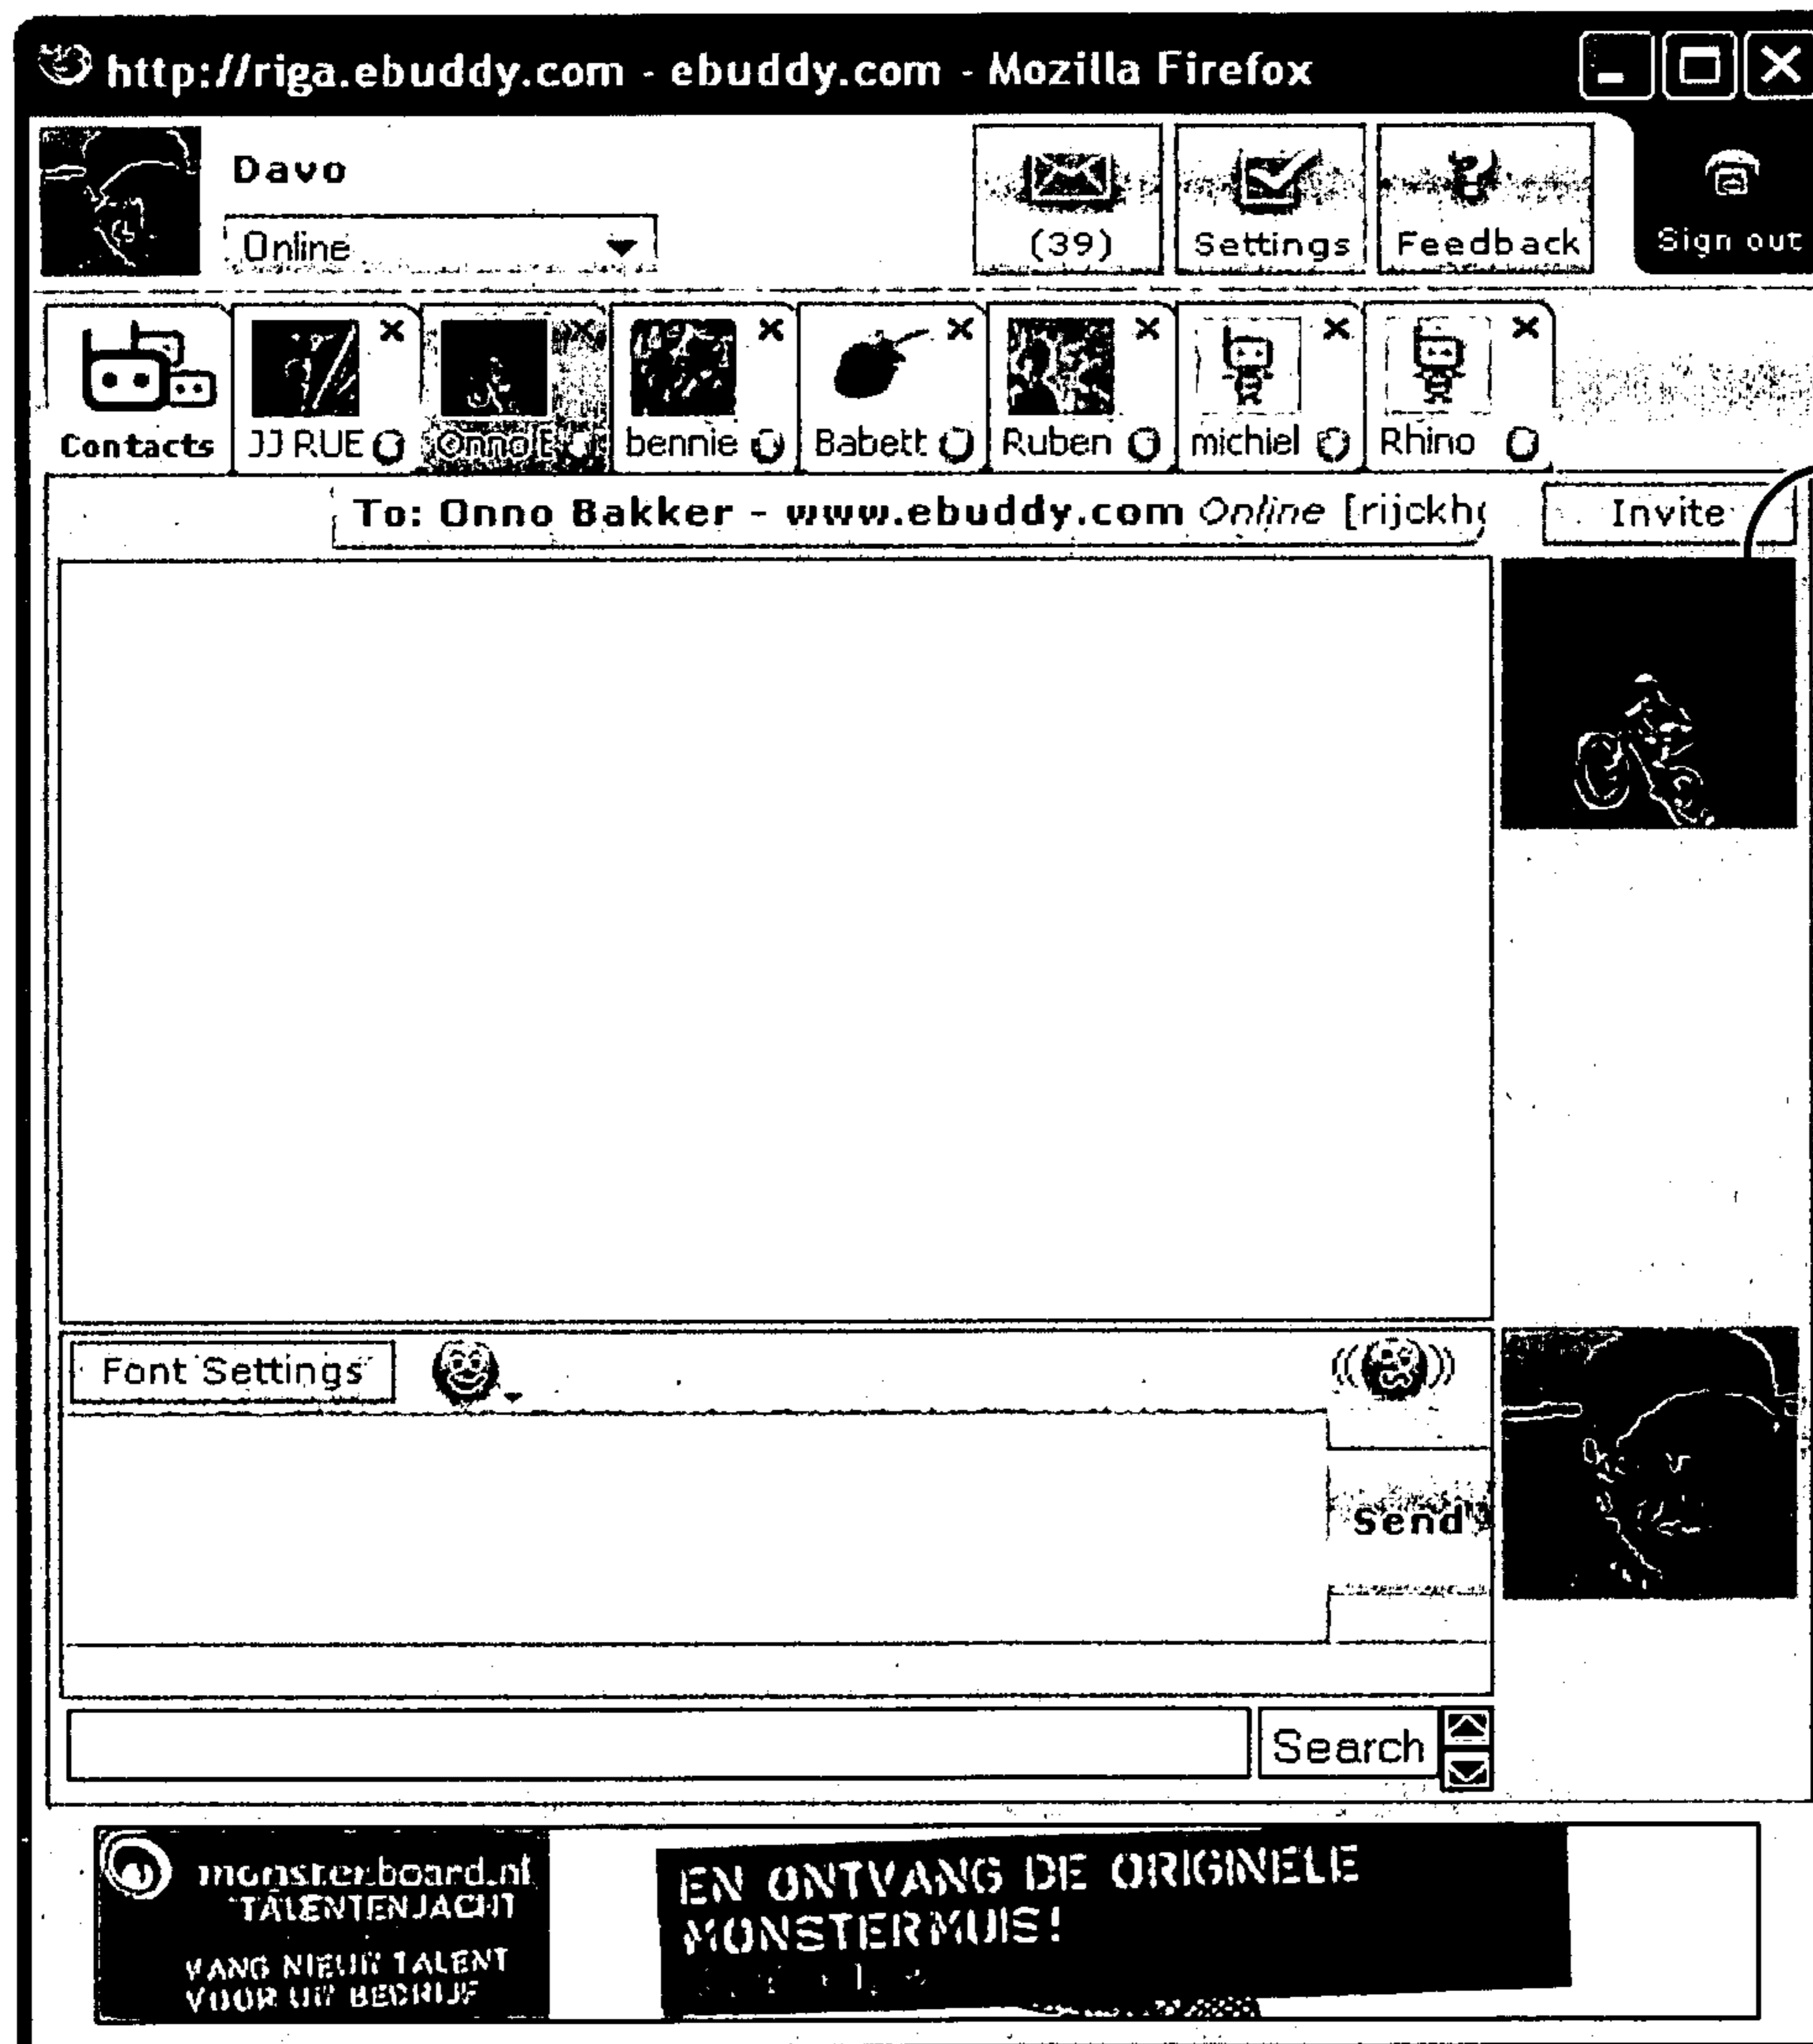 http://riga.ebuddy.com - ebuddy.com - Mozilla Firefox
Davo
Online
(39)
Settings
Feedback
Sign out
Contacts
JJ RUE
Onno E
bennie
Babett
Ruben
michiel
Rhino
To: Onno Bakker - www.ebuddy.com Online [rijckh
Invite
Font Settings
Send
Search
monsterboard.nl
TALENTENJACHT
VANG NIEUW TALENT
VOOR UW BEDRIJF
EN ONTVANG DE ORIGINELE
MONSTERMUIS!